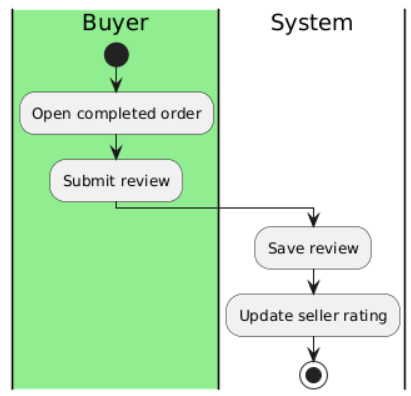 Buyer
System
Open completed order
Submit review
Save review
Update seller rating